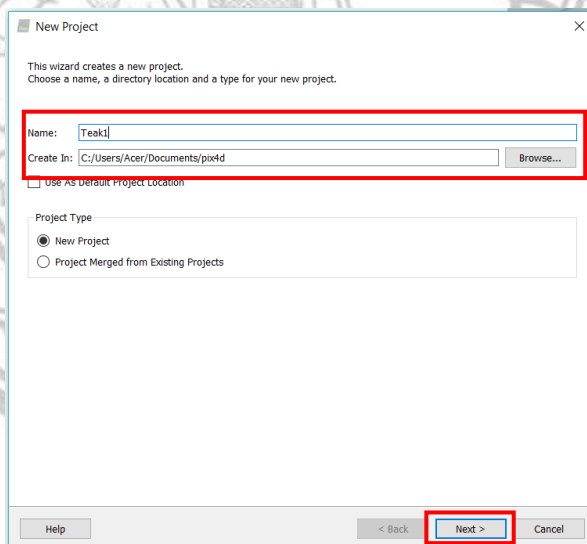 New Project
This wizard creates a new project.
Choose a name, a directory location and a type for your new project.
Name: Teak1
Create In: C:/Users/Acer/Documents/pix4d Browse...
Use As Default Project Location
Project Type
New Project
Project Merged from Existing Projects
Help < Back Next > Cancel